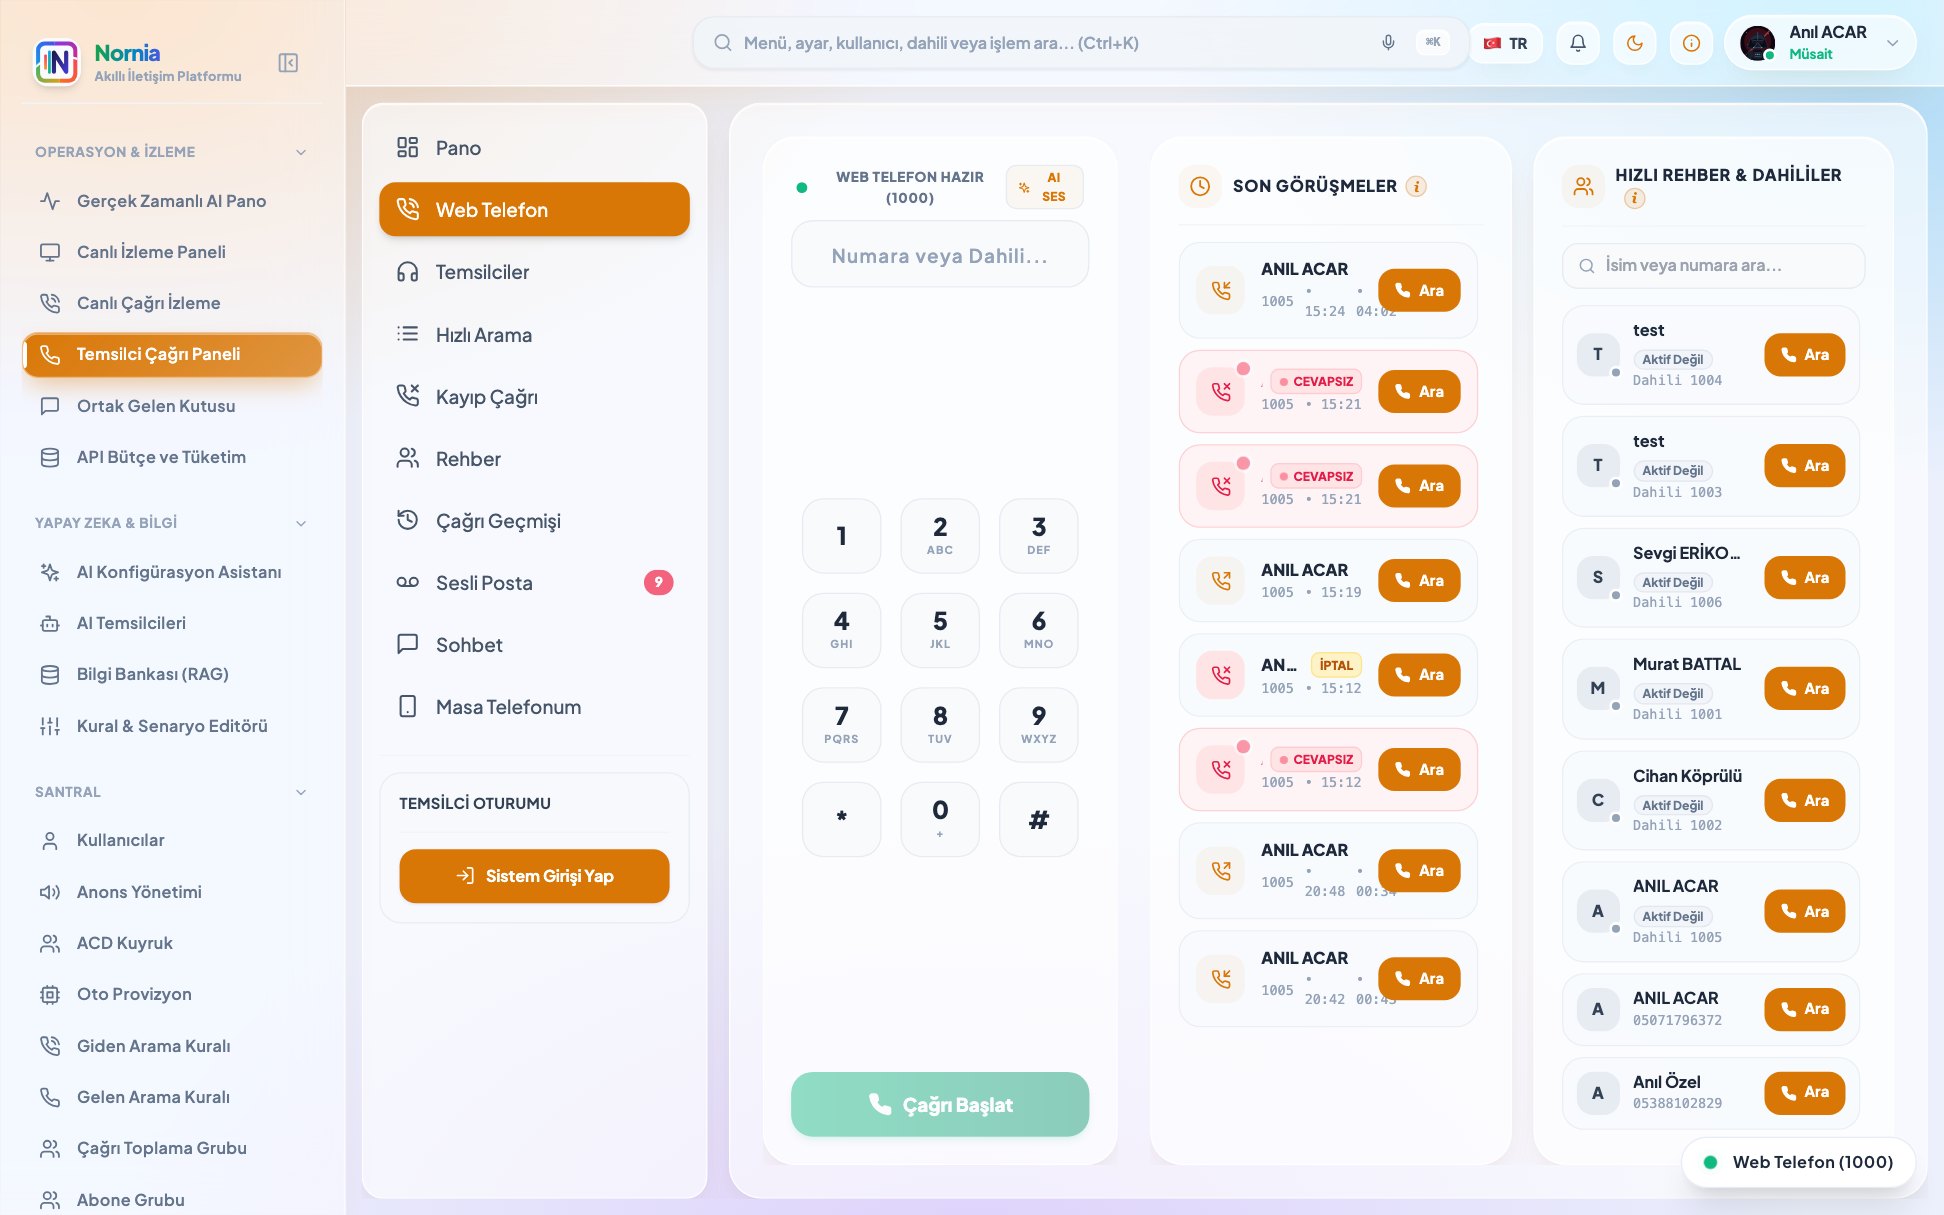 Nornia
Akıllı İletişim Platformu
Menü, ayar, kullanıcı, dahili veya işlem ara... (Ctrl+K)
⌘K
TR
Anıl ACAR
Müsait
OPERASYON & İZLEME
Gerçek Zamanlı AI Pano
Canlı İzleme Paneli
Canlı Çağrı İzleme
Temsilci Çağrı Paneli
Ortak Gelen Kutusu
API Bütçe ve Tüketim
YAPAY ZEKA & BİLGİ
AI Konfigürasyon Asistanı
AI Temsilcileri
Bilgi Bankası (RAG)
Kural & Senaryo Editörü
SANTRAL
Kullanıcılar
Anons Yönetimi
ACD Kuyruk
Oto Provizyon
Giden Arama Kuralı
Gelen Arama Kuralı
Çağrı Toplama Grubu
Abone Grubu
Pano
Web Telefon
Temsilciler
Hızlı Arama
Kayıp Çağrı
Rehber
Çağrı Geçmişi
Sesli Posta
9
Sohbet
Masa Telefonum
TEMSİLCİ OTURUMU
Sistem Girişi Yap
WEB TELEFON HAZIR
(1000)
AI
SES
Numara veya Dahili...
1
2
ABC
3
DEF
4
GHI
5
JKL
6
MNO
7
PQRS
8
TUV
9
WXYZ
*
0
+
#
Çağrı Başlat
SON GÖRÜŞMELER
ANIL ACAR
1005 • 15:24 • 04:02
Ara
CEVAPSIZ
1005 • 15:21
Ara
CEVAPSIZ
1005 • 15:21
Ara
ANIL ACAR
1005 • 15:19
Ara
AN... İPTAL
1005 • 15:12
Ara
CEVAPSIZ
1005 • 15:12
Ara
ANIL ACAR
1005 • 20:48 • 00:34
Ara
ANIL ACAR
1005 • 20:42 •
Ara
HIZLI REHBER & DAHİLİLER
İsim veya numara ara...
T
test
Aktif Değil
Dahili 1004
Ara
T
test
Aktif Değil
Dahili 1003
Ara
S
Sevgi ERİKO...
Aktif Değil
Dahili 1006
Ara
M
Murat BATTAL
Aktif Değil
Dahili 1001
Ara
C
Cihan Köprülü
Aktif Değil
Dahili 1002
Ara
A
ANIL ACAR
Aktif Değil
Dahili 1005
Ara
A
ANIL ACAR
05071796372
Ara
A
Anıl Özel
05388102829
Ara
Web Telefon (1000)